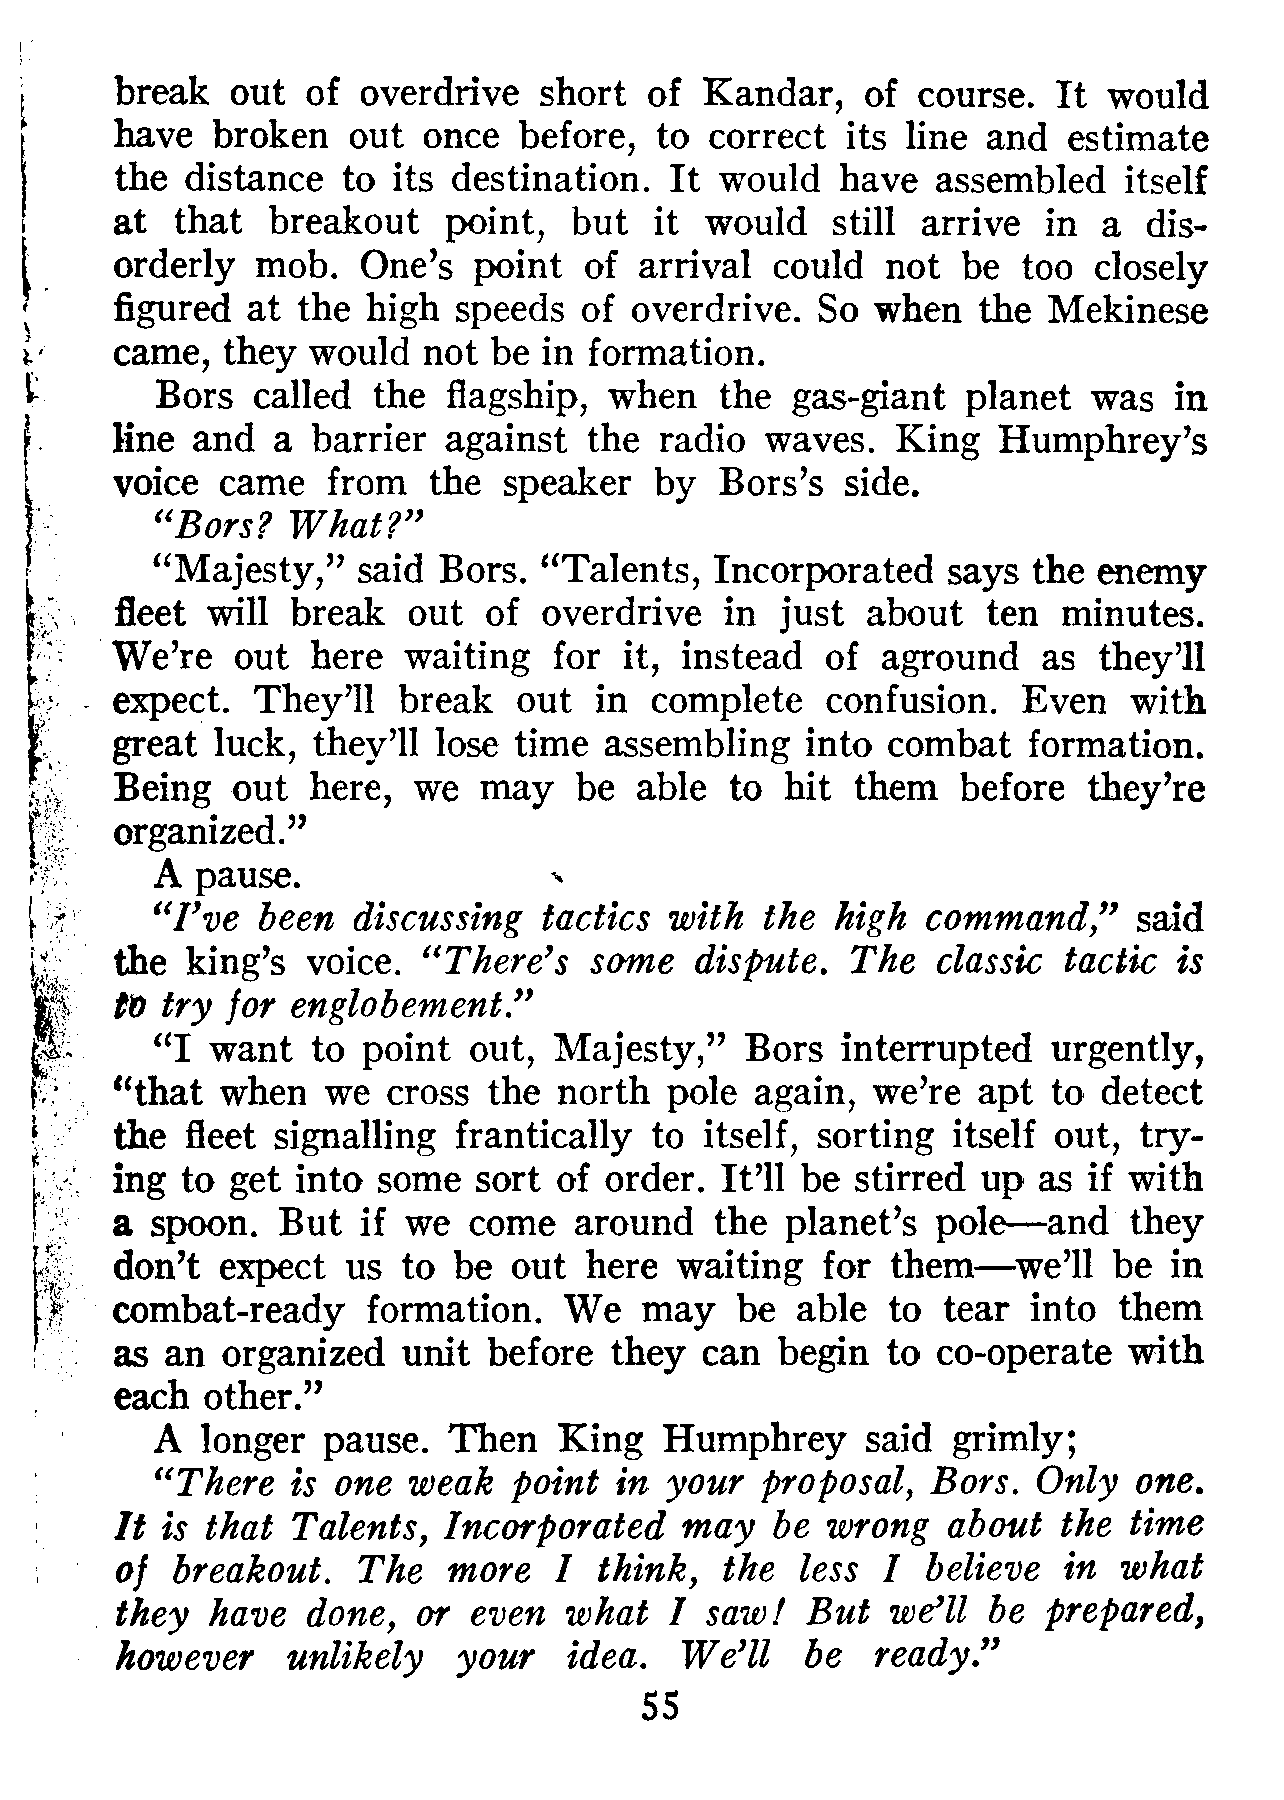 break out of overdrive short of Kandar, of course. It would
have broken out once before, to correct its line and estimate
the distance to its destination. It would have assembled itself
at that breakout point, but it would still arrive in a dis-
orderly mob. One's point of arrival could not be too closely
figured at the high speeds of overdrive. So when the Mekinese
came, they would not be in formation.
Bors called the flagship, when the gas-giant planet was in
line and a barrier against the radio waves. King Humphrey's
voice came from the speaker by Bors's side.
"Bors? What?"
"Majesty," said Bors. "Talents, Incorporated says the enemy
fleet will break out of overdrive in just about ten minutes.
We're out here waiting for it, instead of aground as they'll
expect. They'll break out in complete confusion. Even with
great luck, they'll lose time assembling into combat formation.
Being out here, we may be able to hit them before they're
organized."
A pause.
"I've been discussing tactics with the high command," said
the king's voice. "There's some dispute. The classic tactic is
to try for englobement."
"I want to point out, Majesty," Bors interrupted urgently,
"that when we cross the north pole again, we're apt to detect
the fleet signalling frantically to itself, sorting itself out, try-
ing to get into some sort of order. It'll be stirred up as if with
a spoon. But if we come around the planet's pole—and they
don't expect us to be out here waiting for them—we'll be in
combat-ready formation. We may be able to tear into them
as an organized unit before they can begin to co-operate with
each other."
A longer pause. Then King Humphrey said grimly;
"There is one weak point in your proposal, Bors. Only one.
It is that Talents, Incorporated may be wrong about the time
of breakout. The more I think, the less I believe in what
they have done, or even what I saw! But we'll be prepared,
however unlikely your idea. We'll be ready."
55